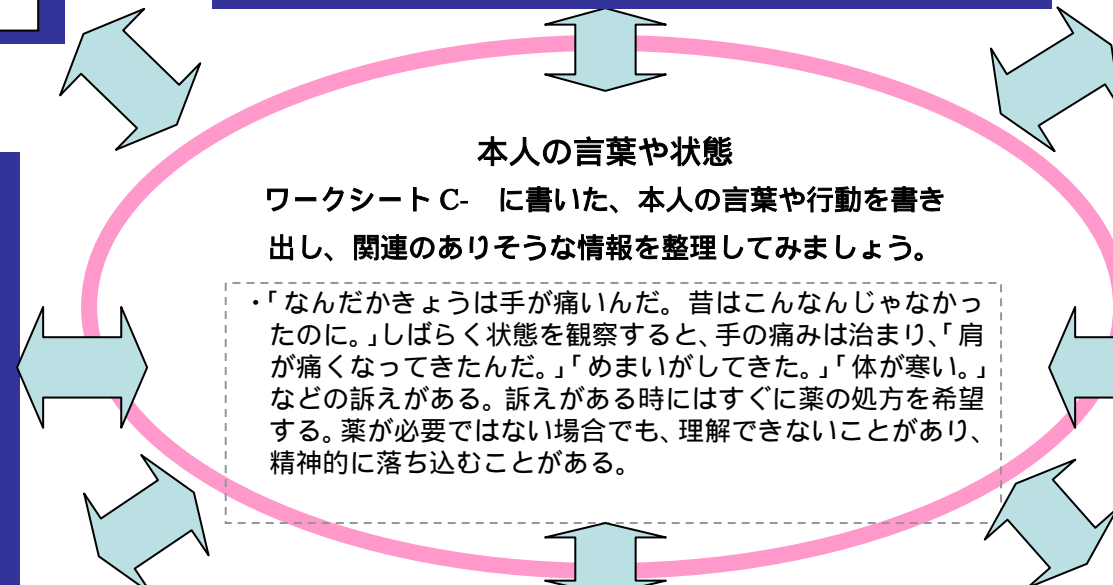 本人の言葉や状態
ワークシート C-　に書いた、本人の言葉や行動を書き
出し、関連のありそうな情報を整理してみましょう。
・「なんだかきょうは手が痛いんだ。昔はこんなんじゃなかっ
たのに。」しばらく状態を観察すると、手の痛みは治まり、「肩
が痛くなってきたんだ。」「めまいがしてきた。」「体が寒い。」
などの訴えがある。訴えがある時にはすぐに薬の処方を希望
する。薬が必要ではない場合でも、理解できないことがあり、
精神的に落ち込むことがある。